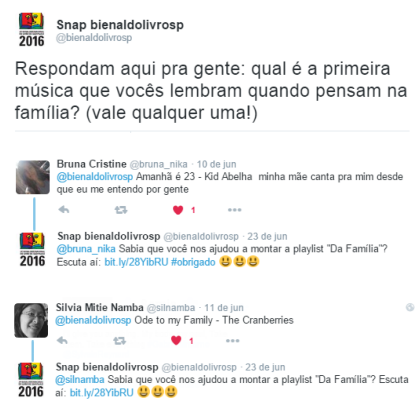 Snap bienaldolivrosp
@bienaldolivrosp
2016
Respondam aqui pra gente: qual é a primeira
música que vocês lembram quando pensam na
família? (vale qualquer uma!)
Bruna Cristine @bruna_nika · 10 de jun
@bienaldolivrosp Amanhã é 23 - Kid Abelha minha mãe canta pra mim desde
que eu me entendo por gente
1
Snap bienaldolivrosp @bienaldolivrosp · 23 de jun
@bruna_nika Sabia que você nos ajudou a montar a playlist "Da Família"?
Escuta aí: bit.ly/28YibRU #obrigado 😃😃😃
2016
Silvia Mitie Namba @silnamba · 11 de jun
@bienaldolivrosp Ode to my Family - The Cranberries
1
Snap bienaldolivrosp @bienaldolivrosp · 23 de jun
@silnamba Sabia que você nos ajudou a montar a playlist "Da Família"? Escuta
aí: bit.ly/28YibRU 😃😃😃
2016